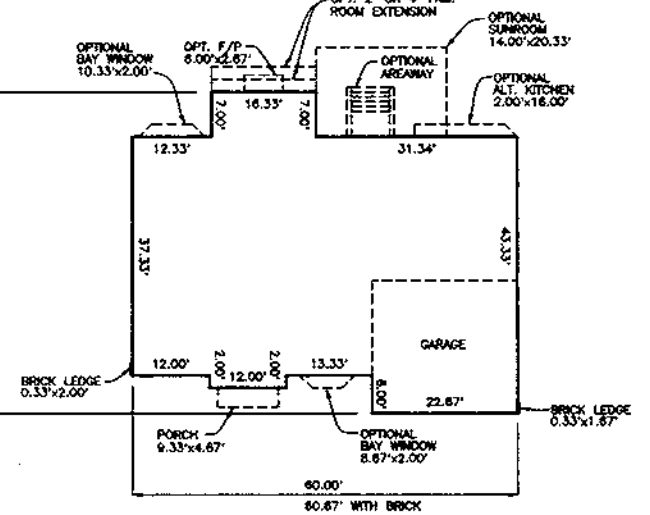 ROOM EXTENSION
OPTIONAL
SUNROOM
14.00'x20.33'
OPTIONAL
BAY WINDOW
10.33'x2.00'
OPT. F/P
OPTIONAL
AREAWAY
OPTIONAL
ALT. KITCHEN
2.00'x16.00'
7.00'
16.33'
7.00'
12.33'
31.34'
37.33'
43.33'
GARAGE
12.00'
2.00'
12.00'
2.00'
13.33'
6.00'
22.67'
BRICK LEDGE
0.33'x2.00'
BRICK LEDGE
0.33'x1.67'
PORCH
9.33'x4.67'
OPTIONAL
BAY WINDOW
8.67'x2.00'
60.00'
60.67' WITH BRICK